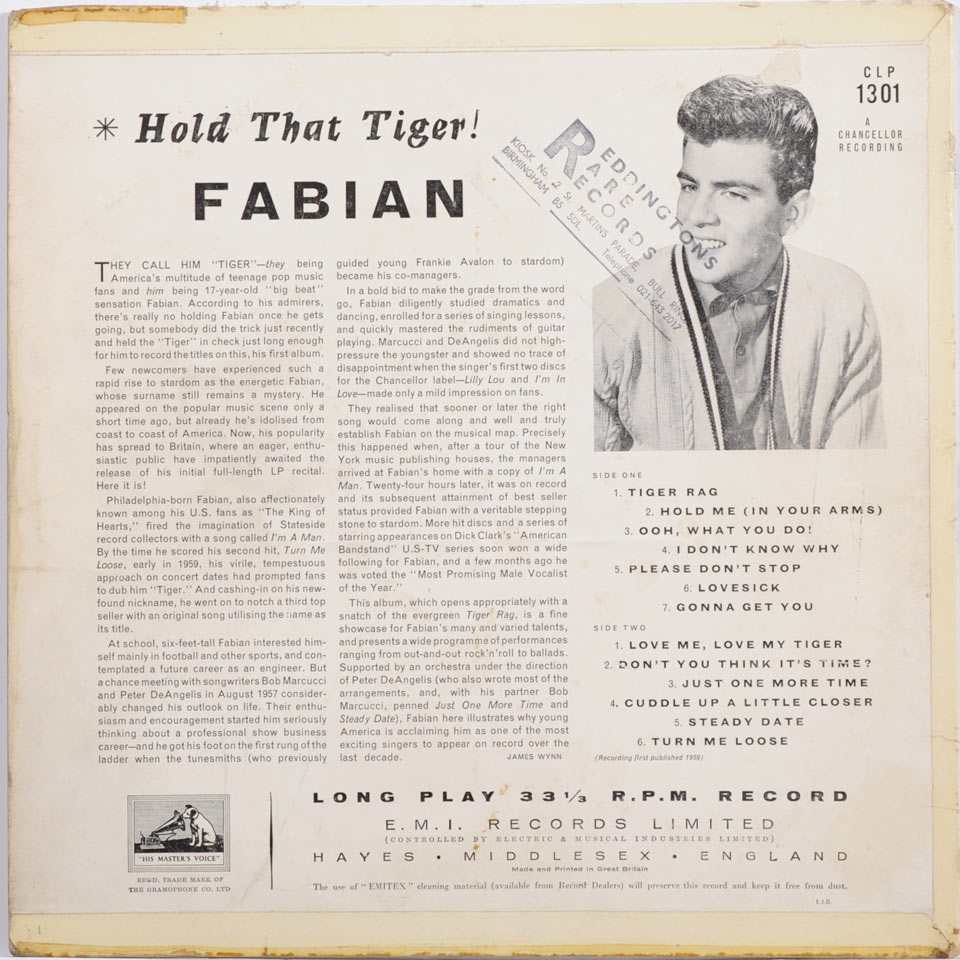 CLP
1301
A
CHANCELLOR
RECORDING
* Hold That Tiger!
FABIAN
REDDINGTONS
RARE
RECORDS
KIOSK No. 2 St. MARTINS PARADE,
BULL RING
BIRMINGHAM B5 5DL
Telephone 021 643 2017
THEY CALL HIM "TIGER"—they being
America's multitude of teenage pop music
fans and him being 17-year-old "big beat"
sensation Fabian. According to his admirers,
there's really no holding Fabian once he gets
going, but somebody did the trick just recently
and held the "Tiger" in check just long enough
for him to record the titles on this, his first album.
Few newcomers have experienced such a
rapid rise to stardom as the energetic Fabian,
whose surname still remains a mystery. He
appeared on the popular music scene only a
short time ago, but already he's idolised from
coast to coast of America. Now, his popularity
has spread to Britain, where an eager, enthu-
siastic public have impatiently awaited the
release of his initial full-length LP recital.
Here it is!
Philadelphia-born Fabian, also affectionately
known among his U.S. fans as "The King of
Hearts," fired the imagination of Stateside
record collectors with a song called I'm A Man.
By the time he scored his second hit, Turn Me
Loose, early in 1959, his virile, tempestuous
approach on concert dates had prompted fans
to dub him "Tiger." And cashing-in on his new-
found nickname, he went on to notch a third top
seller with an original song utilising the same as
its title.
At school, six-feet-tall Fabian interested him-
self mainly in football and other sports, and con-
templated a future career as an engineer. But
a chance meeting with songwriters Bob Marcucci
and Peter DeAngelis in August 1957 consider-
ably changed his outlook on life. Their enthu-
siasm and encouragement started him seriously
thinking about a professional show business
career—and he got his foot on the first rung of the
ladder when the tunesmiths (who previously
guided young Frankie Avalon to stardom)
became his co-managers.
In a bold bid to make the grade from the word
go, Fabian diligently studied dramatics and
dancing, enrolled for a series of singing lessons,
and quickly mastered the rudiments of guitar
playing. Marcucci and DeAngelis did not high-
pressure the youngster and showed no trace of
disappointment when the singer's first two discs
for the Chancellor label—Lilly Lou and I'm In
Love—made only a mild impression on fans.
They realised that sooner or later the right
song would come along and well and truly
establish Fabian on the musical map. Precisely
this happened when, after a tour of the New
York music publishing houses, the managers
arrived at Fabian's home with a copy of I'm A
Man. Twenty-four hours later, it was on record
and its subsequent attainment of best seller
status provided Fabian with a veritable stepping
stone to stardom. More hit discs and a series of
starring appearances on Dick Clark's "American
Bandstand" U.S-TV series soon won a wide
following for Fabian, and a few months ago he
was voted the "Most Promising Male Vocalist
of the Year."
This album, which opens appropriately with a
snatch of the evergreen Tiger Rag, is a fine
showcase for Fabian's many and varied talents,
and presents a wide programme of performances
ranging from out-and-out rock'n'roll to ballads.
Supported by an orchestra under the direction
of Peter DeAngelis (who also wrote most of the
arrangements, and, with his partner Bob
Marcucci, penned Just One More Time and
Steady Date), Fabian here illustrates why young
America is acclaiming him as one of the most
exciting singers to appear on record over the
last decade. JAMES WYNN
SIDE ONE
1. TIGER RAG
2. HOLD ME (IN YOUR ARMS)
3. OOH, WHAT YOU DO!
4. I DON'T KNOW WHY
5. PLEASE DON'T STOP
6. LOVESICK
7. GONNA GET YOU
SIDE TWO
1. LOVE ME, LOVE MY TIGER
2. DON'T YOU THINK IT'S TIME?
3. JUST ONE MORE TIME
4. CUDDLE UP A LITTLE CLOSER
5. STEADY DATE
6. TURN ME LOOSE
(Recording first published 1959)
"HIS MASTER'S VOICE"
REGD. TRADE MARK OF
THE GRAMOPHONE CO. LTD
LONG PLAY 33 1/3 R.P.M. RECORD
E.M.I. RECORDS LIMITED
(CONTROLLED BY ELECTRIC & MUSICAL INDUSTRIES LIMITED)
HAYES • MIDDLESEX • ENGLAND
Made and Printed in Great Britain
The use of "EMITEX" cleaning material (available from Record Dealers) will preserve this record and keep it free from dust.
E.J.D.